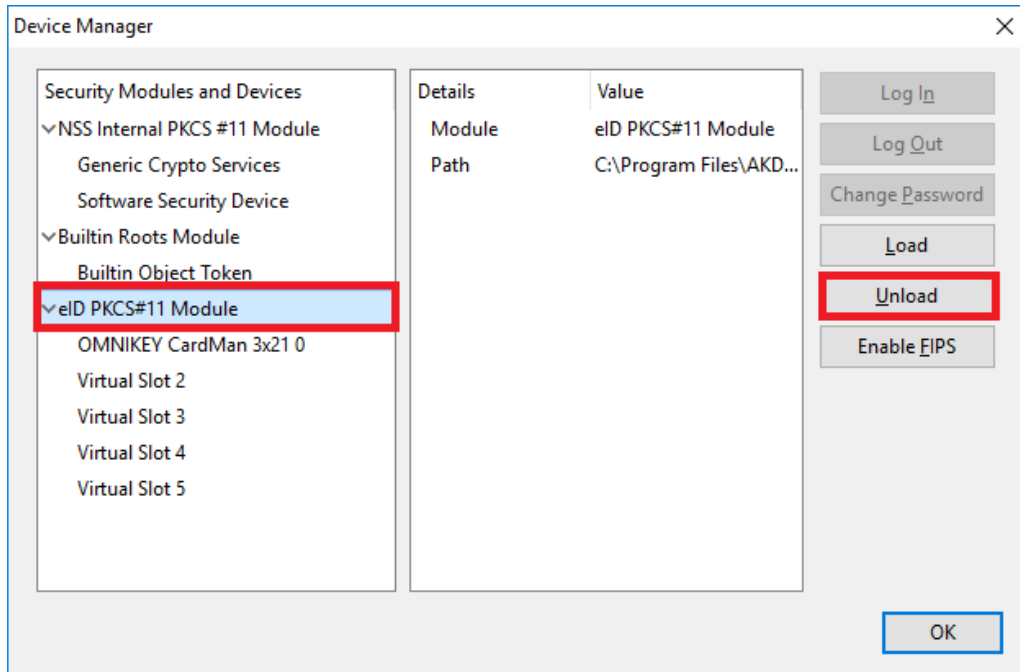 Device Manager
Security Modules and Devices
NSS Internal PKCS #11 Module
Generic Crypto Services
Software Security Device
Builtin Roots Module
Builtin Object Token
eID PKCS#11 Module
OMNIKEY CardMan 3x21 0
Virtual Slot 2
Virtual Slot 3
Virtual Slot 4
Virtual Slot 5
Details Value
Module eID PKCS#11 Module
Path C:\Program Files\AKD...
Log In
Log Out
Change Password
Load
Unload
Enable FIPS
OK